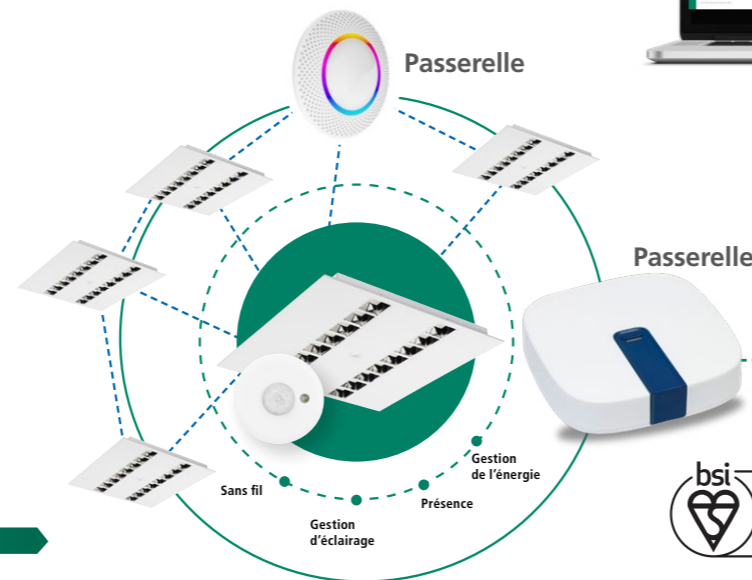 Passerelle
Passerelle
Gestion
de l'énergie
Sans fil
Présence
Gestion
d'éclairage
bsi